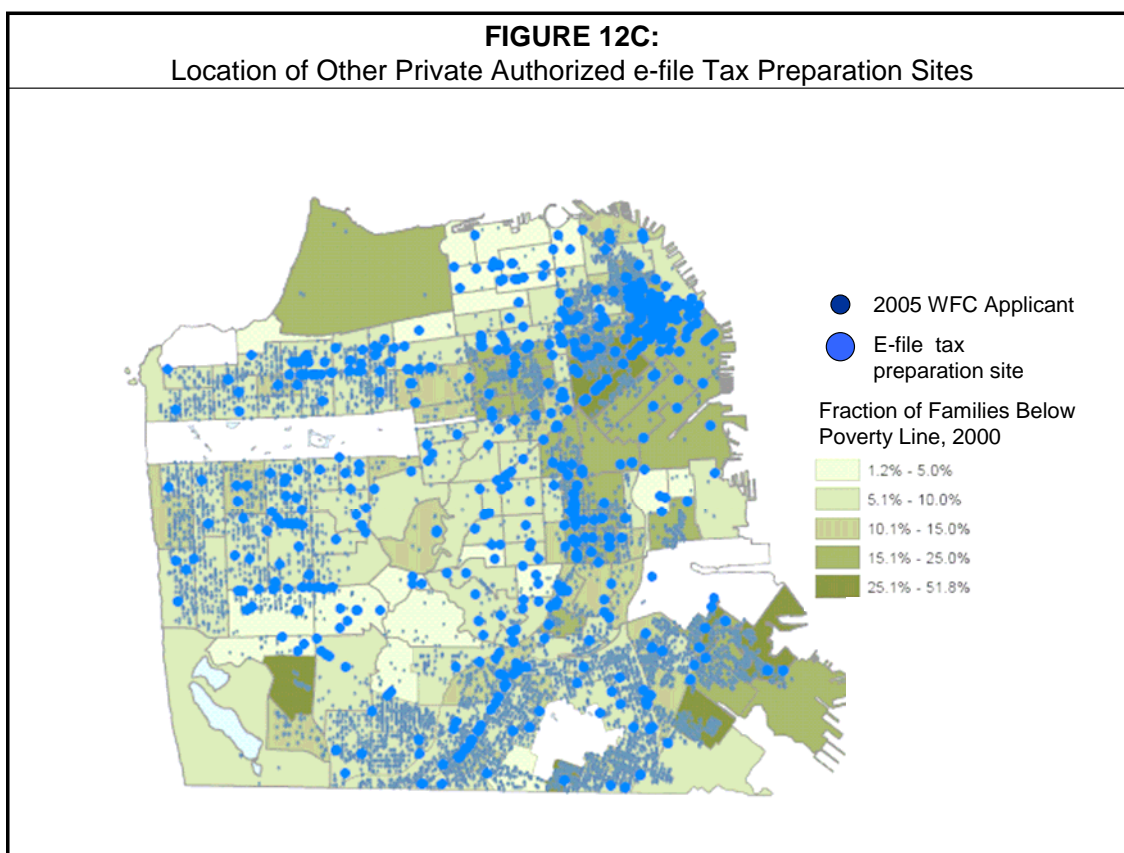 FIGURE 12C:
Location of Other Private Authorized e-file Tax Preparation Sites
2005 WFC Applicant
E-file tax
preparation site
Fraction of Families Below
Poverty Line, 2000
1.2% - 5.0%
5.1% - 10.0%
10.1% - 15.0%
15.1% - 25.0%
25.1% - 51.8%